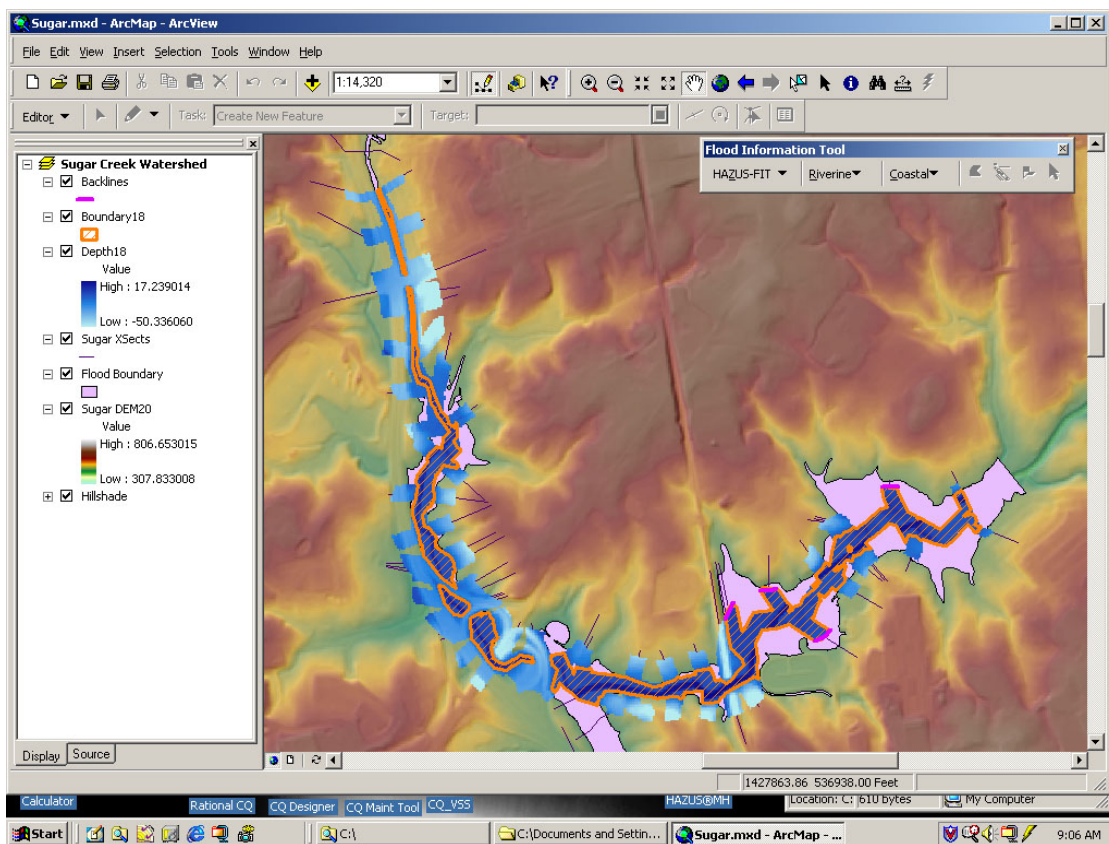 Sugar.mxd - ArcMap - ArcView
File Edit View Insert Selection Tools Window Help
1:14,320
Editor Task: Create New Feature Target:
Flood Information Tool
HAZUS-FIT Riverine Coastal
Sugar Creek Watershed
Backlines
Boundary18
Depth18
Value
High : 17.239014
Low : -50.336060
Sugar XSects
Flood Boundary
Sugar DEM20
Value
High : 806.653015
Low : 307.833008
Hillshade
Display Source
1427863.86 536938.00 Feet
Calculator Rational CQ CQ Designer CQ Maint Tool CQ_VSS HAZUS®MH Location: C: 610 bytes My Computer
Start C:\ C:\Documents and Settin... Sugar.mxd - ArcMap - ... 9:06 AM